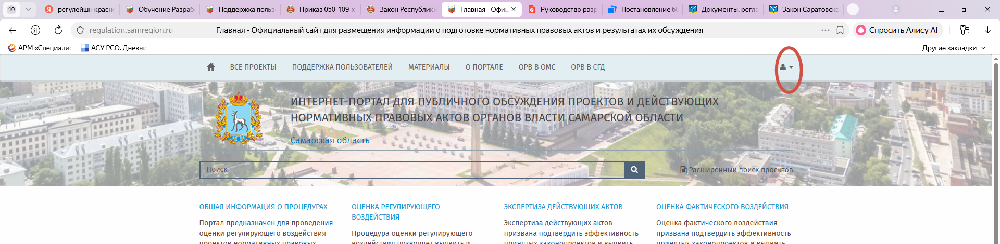 10
регулейшн красно
Обучение Разраб
Поддержка польз
Приказ 050-109-х
Закон Республики
Главная - Офиц
Руководство разр
Постановление 6
Документы, регла
Закон Саратовско
regulation.samregion.ru
Главная - Официальный сайт для размещения информации о подготовке нормативных правовых актов и результатах их обсуждения
Спросить Алису AI
АРМ «Специалис
АСУ РСО. Дневни
Другие закладки
ВСЕ ПРОЕКТЫ
ПОДДЕРЖКА ПОЛЬЗОВАТЕЛЕЙ
МАТЕРИАЛЫ
О ПОРТАЛЕ
ОРВ В ОМС
ОРВ В СГД
ИНТЕРНЕТ-ПОРТАЛ ДЛЯ ПУБЛИЧНОГО ОБСУЖДЕНИЯ ПРОЕКТОВ И ДЕЙСТВУЮЩИХ
НОРМАТИВНЫХ ПРАВОВЫХ АКТОВ ОРГАНОВ ВЛАСТИ САМАРСКОЙ ОБЛАСТИ
Самарская область
Поиск
Расширенный поиск проектов
ОБЩАЯ ИНФОРМАЦИЯ О ПРОЦЕДУРАХ
Портал предназначен для проведения
оценки регулирующего воздействия
проектов нормативных правовых
ОЦЕНКА РЕГУЛИРУЮЩЕГО
ВОЗДЕЙСТВИЯ
Процедура оценки регулирующего
воздействия позволяет выявить и
ЭКСПЕРТИЗА ДЕЙСТВУЮЩИХ АКТОВ
Экспертиза действующих актов
призвана подтвердить эффективность
принятых законопроектов и выявить
ОЦЕНКА ФАКТИЧЕСКОГО ВОЗДЕЙСТВИЯ
Оценка фактического воздействия
призвана подтвердить эффективность
принятых законопроектов и выявить